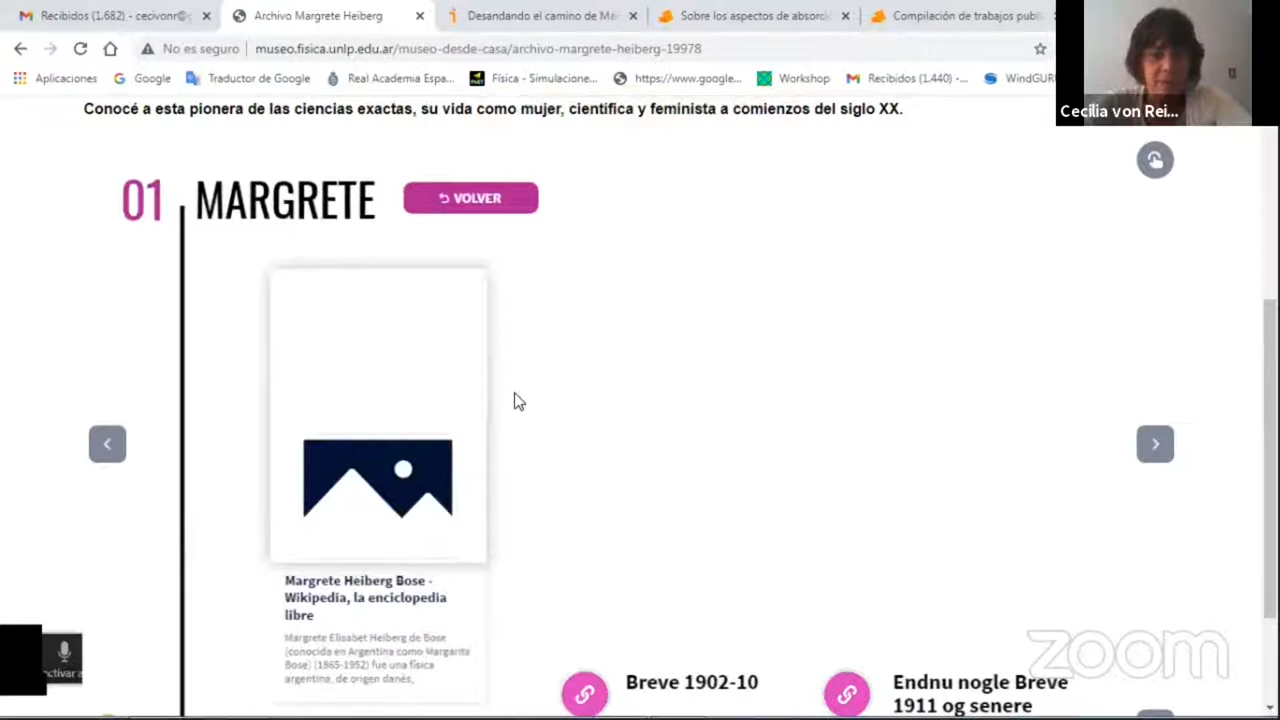 Recibidos (1.682) - cecivonr@g
Archivo Margrete Heiberg
Desandando el camino de Ma
Sobre los aspectos de absorci
Compilación de trabajos publ
No es seguro
museo.fisica.unlp.edu.ar/museo-desde-casa/archivo-margrete-heiberg-19978
Aplicaciones
Google
Traductor de Google
Real Academia Espa...
Física - Simulacione...
https://www.google...
Workshop
Recibidos (1.440) -...
WindGURU
Cecilia von Rei...
Conocé a esta pionera de las ciencias exactas, su vida como mujer, científica y feminista a comienzos del siglo XX.
01 MARGRETE
VOLVER
Margrete Heiberg Bose -
Wikipedia, la enciclopedia
libre
Margrete Elisabet Heiberg de Bose
(conocida en Argentina como Margarita
Bose) (1865-1952) fue una física
argentina, de origen danés,
ctivar a
Breve 1902-10
Endnu nogle Breve
1911 og senere
zoom